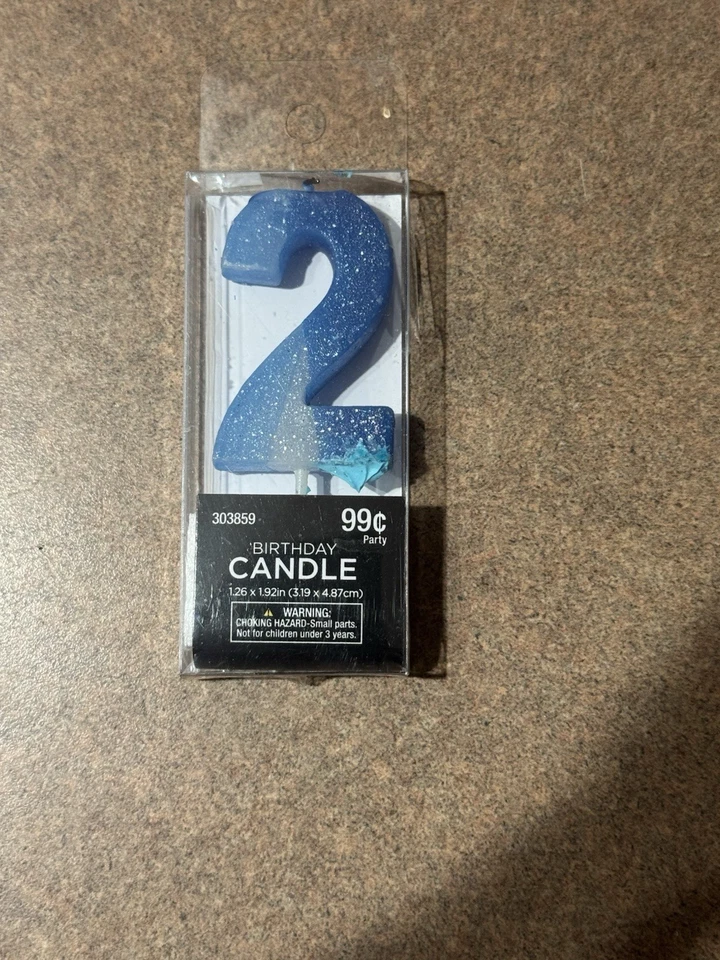 2
303859
99¢
Party
BIRTHDAY
CANDLE
1.26 x 1.92in (3.19 x 4.87cm)
⚠ WARNING:
CHOKING HAZARD-Small parts.
Not for children under 3 years.